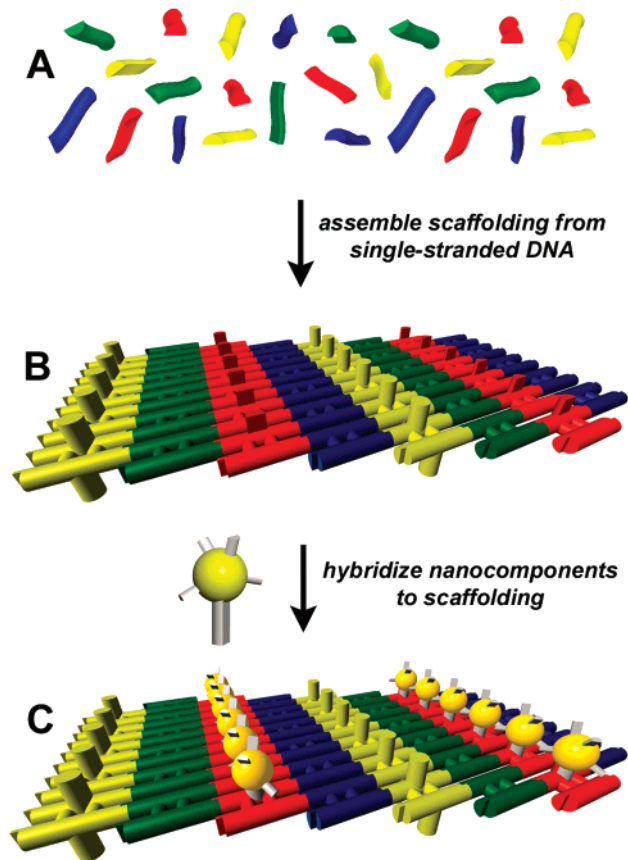 A
assemble scaffolding from
single-stranded DNA
B
hybridize nanocomponents
to scaffolding
C